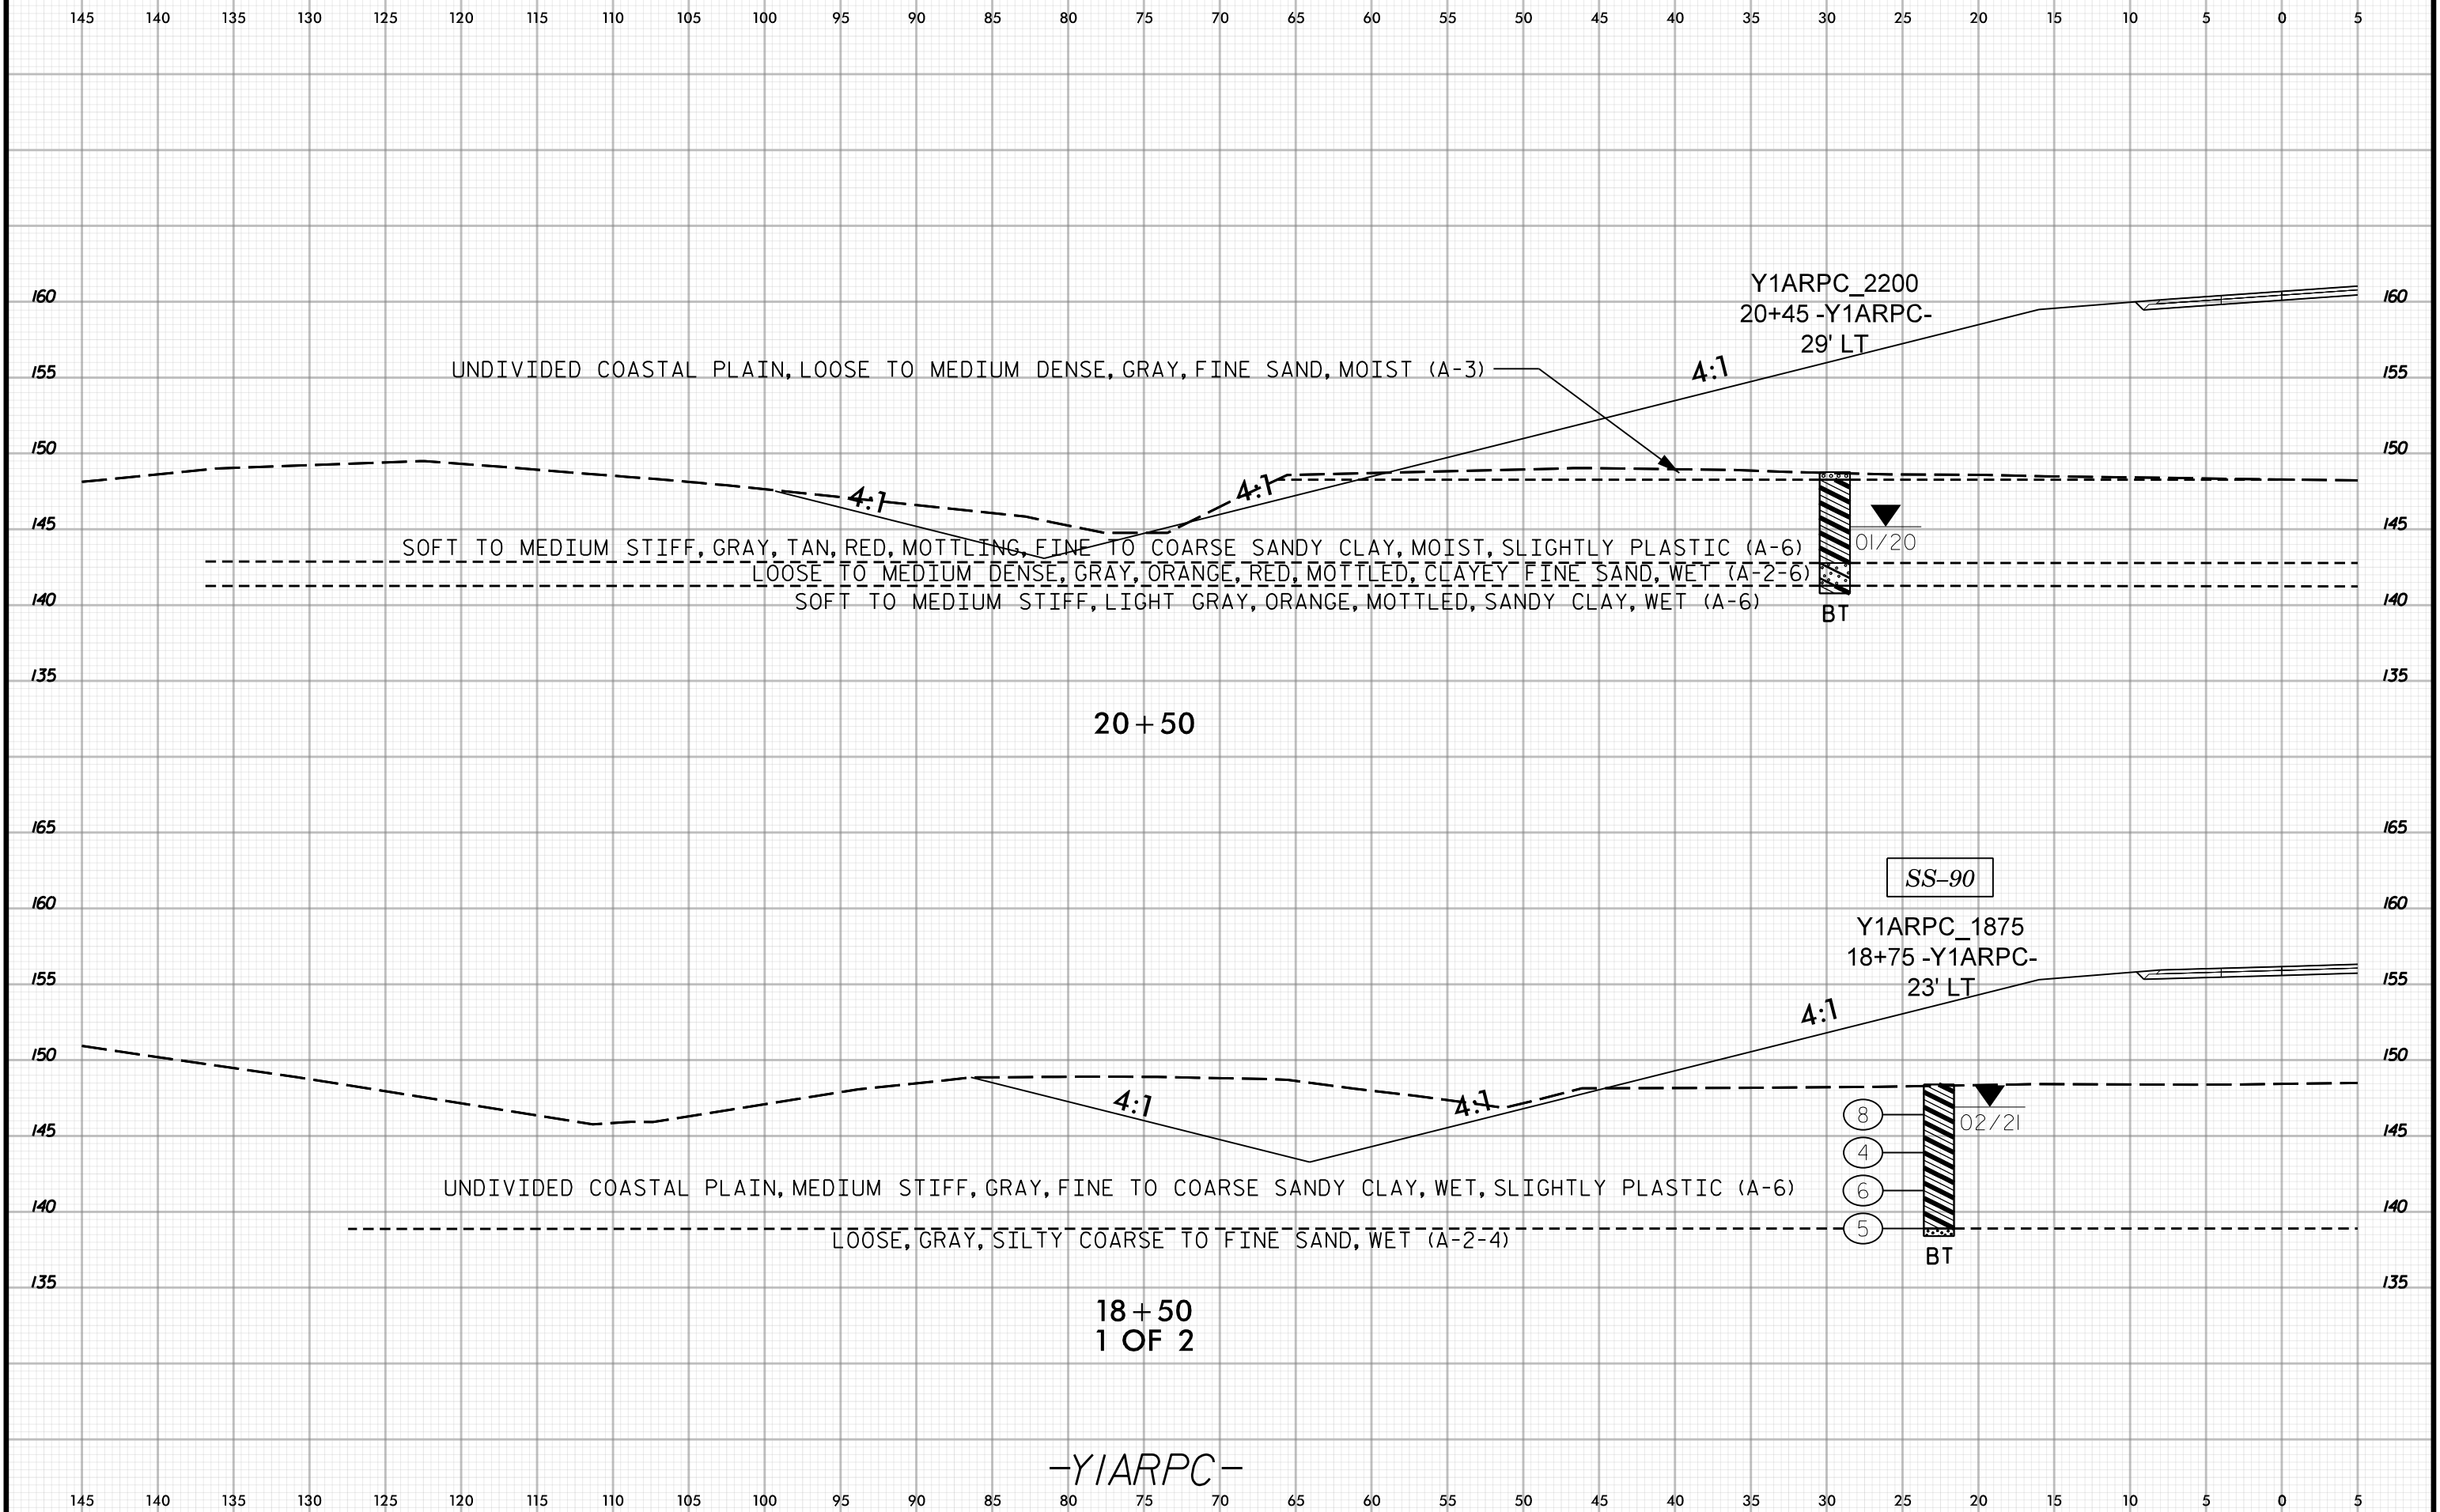 145 140 135 130 125 120 115 110 105 100 95 90 85 80 75 70 65 60 55 50 45 40 35 30 25 20 15 10 5 0 5
Y1ARPC_2200
160 160
20+45 -Y1ARPC-
29' LT
UNDIVIDED COASTAL PLAIN, LOOSE TO MEDIUM DENSE, GRAY, FINE SAND, MOIST (A-3) 4:1
155 155
150 150
4:1 4:1
145 145
SOFT TO MEDIUM STIFF, GRAY, TAN, RED, MOTTLING, FINE TO COARSE SANDY CLAY, MOIST, SLIGHTLY PLASTIC (A-6) 01/20
LOOSE TO MEDIUM DENSE, GRAY, ORANGE, RED, MOTTLED, CLAYEY FINE SAND, WET (A-2-6)
140 SOFT TO MEDIUM STIFF, LIGHT GRAY, ORANGE, MOTTLED, SANDY CLAY, WET (A-6) 140
BT
135 135
20+50
165 165
SS-90
160 160
Y1ARPC_1875
18+75 -Y1ARPC-
155 155
23' LT
4:1
150 150
4:1 4:1
8 02/21
145 145
4
UNDIVIDED COASTAL PLAIN, MEDIUM STIFF, GRAY, FINE TO COARSE SANDY CLAY, WET, SLIGHTLY PLASTIC (A-6) 6
140 140
5
LOOSE, GRAY, SILTY COARSE TO FINE SAND, WET (A-2-4)
BT
135 135
18+50
1 OF 2
-Y1ARPC-
145 140 135 130 125 120 115 110 105 100 95 90 85 80 75 70 65 60 55 50 45 40 35 30 25 20 15 10 5 0 5